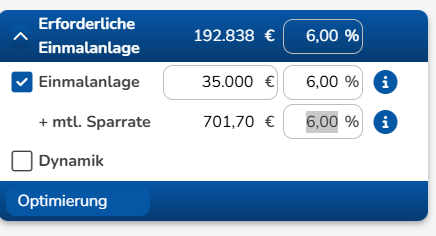 Erforderliche
Einmalanlage 192.838 € 6,00 %
Einmalanlage 35.000 € 6,00 % i
+ mtl. Sparrate 701,70 € 6,00 % i
Dynamik
Optimierung